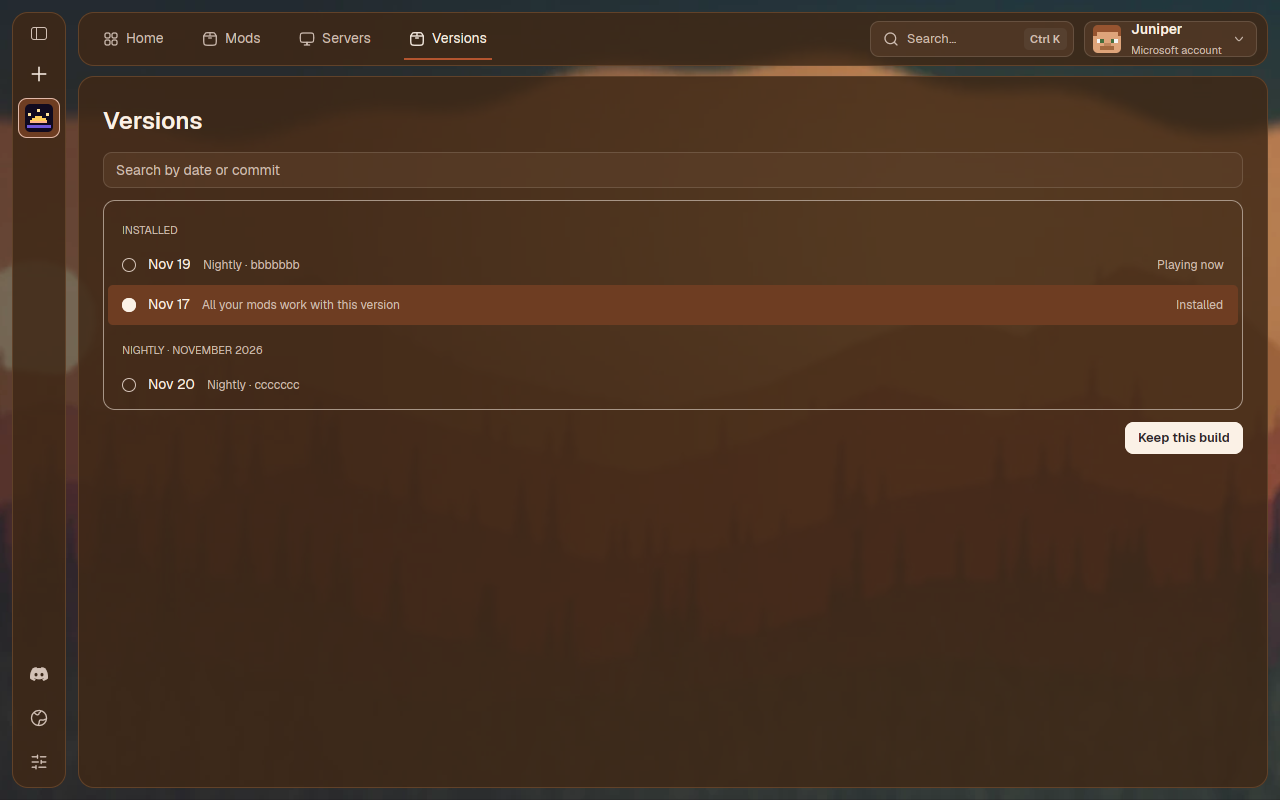 Home
Mods
Servers
Versions
Search...
Ctrl K
Juniper
Microsoft account
Versions
Search by date or commit
INSTALLED
Nov 19 Nightly · bbbbbbb Playing now
Nov 17 All your mods work with this version Installed
NIGHTLY · NOVEMBER 2026
Nov 20 Nightly · ccccccc
Keep this build